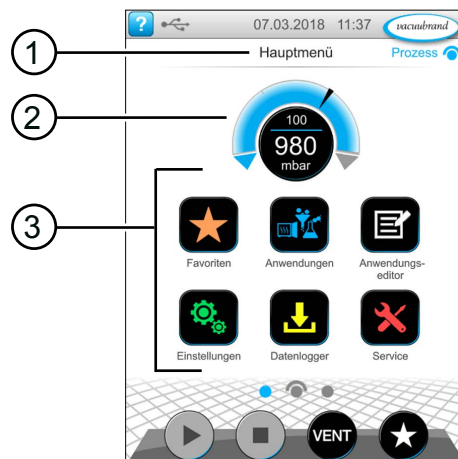 ? 07.03.2018 11:37 vacuubrand
1 Hauptmenü Prozess
2
100
980
mbar
3
Favoriten Anwendungen Anwendungs-
editor
Einstellungen Datenlogger Service
VENT